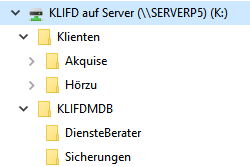 KLIFD auf Server (\\SERVERP5) (K:)
Klienten
Akquise
Hörzu
KLIFDMDB
DiensteBerater
Sicherungen